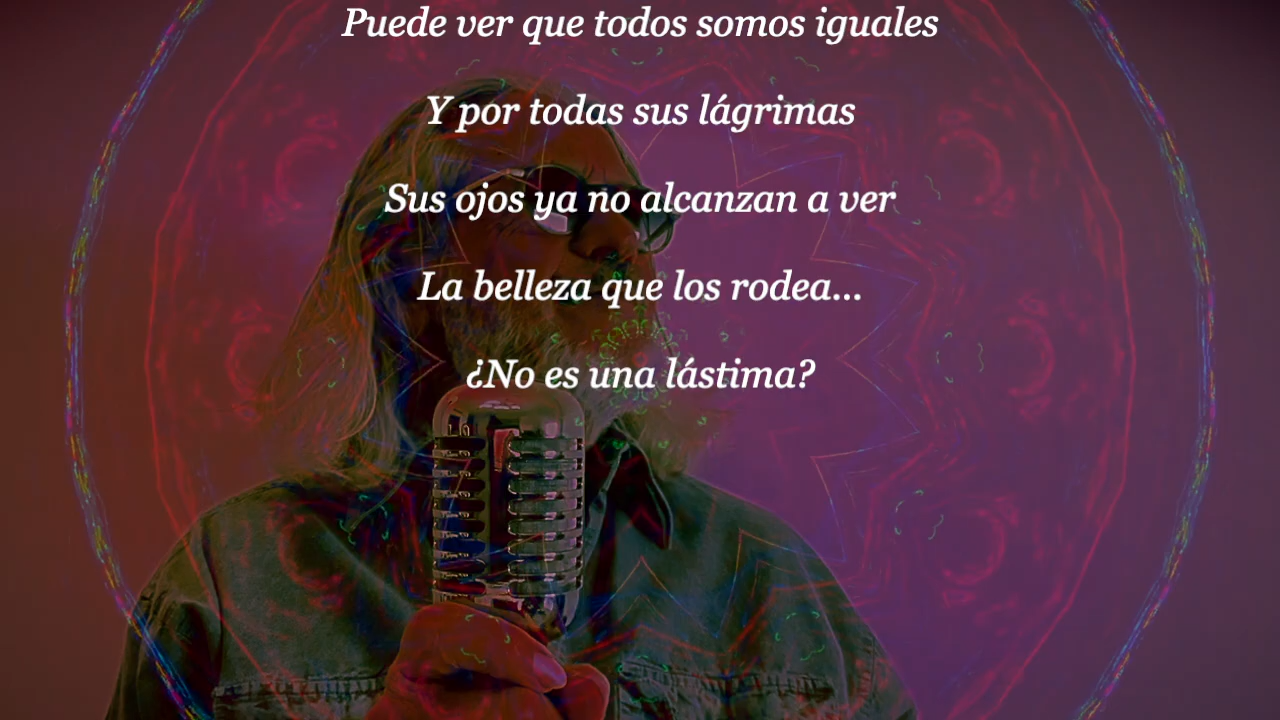 Puede ver que todos somos iguales
Y por todas sus lágrimas
Sus ojos ya no alcanzan a ver
La belleza que los rodea...
¿No es una lástima?